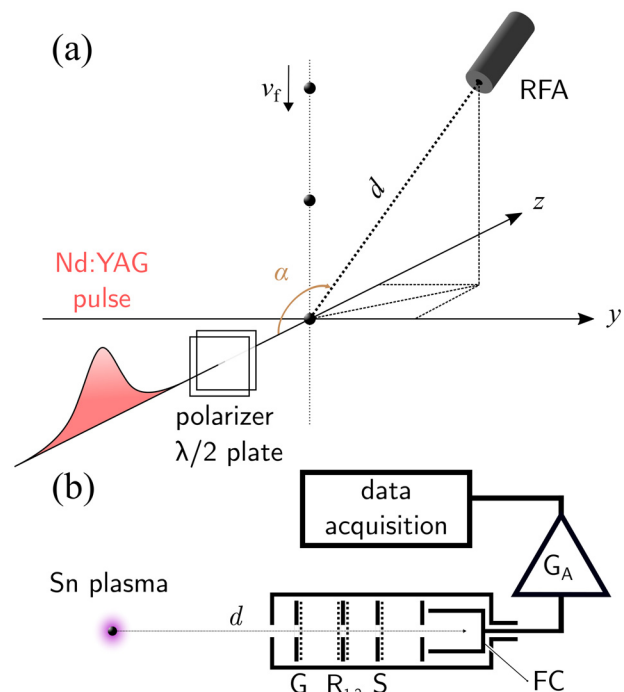 (a)
v_f
RFA
d
z
α
Nd:YAG
pulse
y
polarizer
λ/2 plate
(b)
data
acquisition
G_A
Sn plasma
d
G R_1,2 S
FC